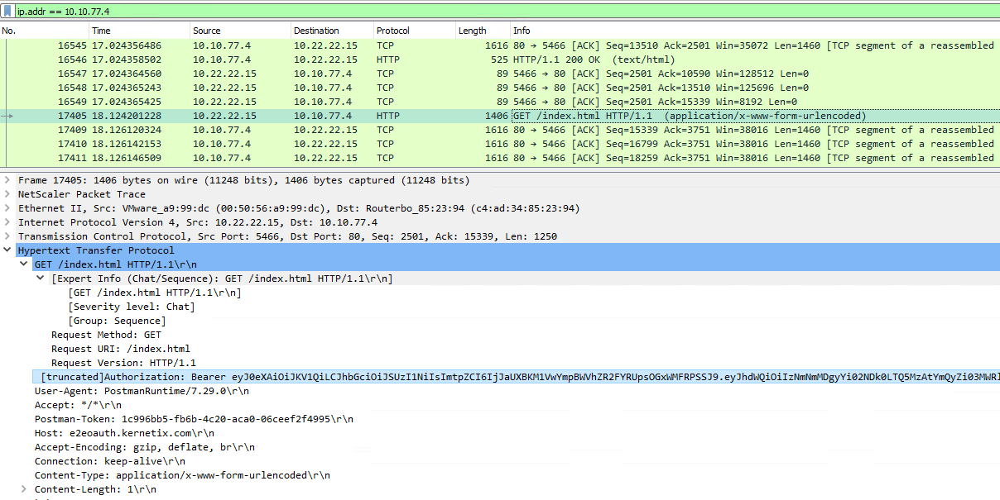 ip.addr == 10.10.77.4
No. Time Source Destination Protocol Length Info
16545 17.024356486 10.10.77.4 10.22.22.15 TCP 1616 80 → 5466 [ACK] Seq=13510 Ack=2501 Win=35072 Len=1460 [TCP segment of a reassembled
16546 17.024358502 10.10.77.4 10.22.22.15 HTTP 525 HTTP/1.1 200 OK (text/html)
16547 17.024364560 10.22.22.15 10.10.77.4 TCP 89 5466 → 80 [ACK] Seq=2501 Ack=10590 Win=128512 Len=0
16548 17.024365243 10.22.22.15 10.10.77.4 TCP 89 5466 → 80 [ACK] Seq=2501 Ack=13510 Win=125696 Len=0
16549 17.024365425 10.22.22.15 10.10.77.4 TCP 89 5466 → 80 [ACK] Seq=2501 Ack=15339 Win=8192 Len=0
17405 18.124201228 10.22.22.15 10.10.77.4 HTTP 1406 GET /index.html HTTP/1.1 (application/x-www-form-urlencoded)
17409 18.126120324 10.10.77.4 10.22.22.15 TCP 1616 80 → 5466 [ACK] Seq=15339 Ack=3751 Win=38016 Len=1460 [TCP segment of a reassembled
17410 18.126142153 10.10.77.4 10.22.22.15 TCP 1616 80 → 5466 [ACK] Seq=16799 Ack=3751 Win=38016 Len=1460 [TCP segment of a reassembled
17411 18.126146509 10.10.77.4 10.22.22.15 TCP 1616 80 → 5466 [ACK] Seq=18259 Ack=3751 Win=38016 Len=1460 [TCP segment of a reassembled
Frame 17405: 1406 bytes on wire (11248 bits), 1406 bytes captured (11248 bits)
NetScaler Packet Trace
Ethernet II, Src: VMware_a9:99:dc (00:50:56:a9:99:dc), Dst: Routerbo_85:23:94 (c4:ad:34:85:23:94)
Internet Protocol Version 4, Src: 10.22.22.15, Dst: 10.10.77.4
Transmission Control Protocol, Src Port: 5466, Dst Port: 80, Seq: 2501, Ack: 15339, Len: 1250
Hypertext Transfer Protocol
GET /index.html HTTP/1.1\r\n
[Expert Info (Chat/Sequence): GET /index.html HTTP/1.1\r\n]
[GET /index.html HTTP/1.1\r\n]
[Severity level: Chat]
[Group: Sequence]
Request Method: GET
Request URI: /index.html
Request Version: HTTP/1.1
[truncated]Authorization: Bearer
User-Agent: PostmanRuntime/7.29.0\r\n
Accept: */*\r\n
Postman-Token: 1c996bb5-fb6b-4c20-aca0-06ceef2f4995\r\n
Host: e2eoauth.kernetix.com\r\n
Accept-Encoding: gzip, deflate, br\r\n
Connection: keep-alive\r\n
Content-Type: application/x-www-form-urlencoded\r\n
Content-Length: 1\r\n